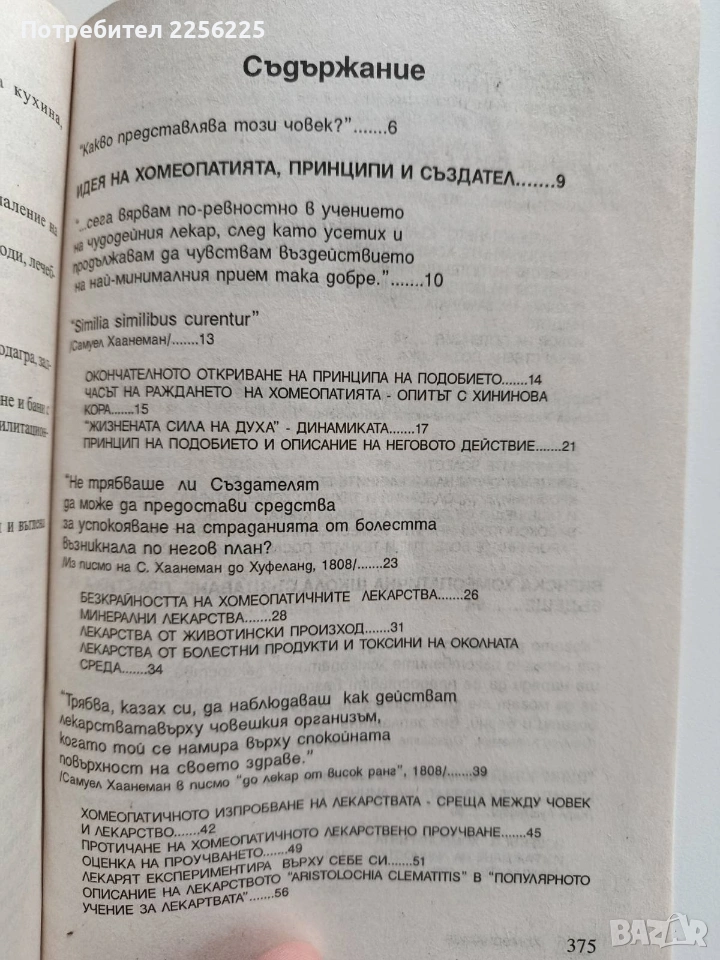 Потребител 2256225
а кухина,
Съдържание
"Какво представлява този човек?".......6
ИДЕЯ НА ХОМЕОПАТИЯТА, ПРИНЦИПИ И СЪЗДАТЕЛ.......9
"...сега вярвам по-ревностно в учението
на чудодейния лекар, след като усетих и
продължавам да чувствам въздействието
на най-минималния прием така добре.".......10
"Similia similibus curentur"
/Самуел Хаанеман/.......13
ОКОНЧАТЕЛНОТО ОТКРИВАНЕ НА ПРИНЦИПА НА ПОДОБИЕТО.......14
ЧАСЪТ НА РАЖДАНЕТО НА ХОМЕОПАТИЯТА - ОПИТЪТ С ХИНИНОВА
КОРА.......15
"ЖИЗНЕНАТА СИЛА НА ДУХА" - ДИНАМИКАТА.......17
ПРИНЦИП НА ПОДОБИЕТО И ОПИСАНИЕ НА НЕГОВОТО ДЕЙСТВИЕ.......21
"Не трябваше ли Създателят
да може да предостави средства
за успокояване на страданията от болестта
възникнала по негов план?
/Из писмо на С. Хаанеман до Хуфеланд, 1808/.......23
БЕЗКРАЙНОСТТА НА ХОМЕОПАТИЧНИТЕ ЛЕКАРСТВА.......26
МИНЕРАЛНИ ЛЕКАРСТВА.......28
ЛЕКАРСТВА ОТ ЖИВОТИНСКИ ПРОИЗХОД.......31
ЛЕКАРСТВА ОТ БОЛЕСТНИ ПРОДУКТИ И ТОКСИНИ НА ОКОЛНАТА
СРЕДА.......34
"Трябва, казах си, да наблюдаваш как действат
лекарстватавърху човешкия организъм,
когато той се намира върху спокойната
повърхност на своето здраве."
/Самуел Хаанеман в писмо "до лекар от висок ранг", 1808/.......39
ХОМЕОПАТИЧНОТО ИЗПРОБВАНЕ НА ЛЕКАРСТВАТА - СРЕЩА МЕЖДУ ЧОВЕК
И ЛЕКАРСТВО.......42
ПРОТИЧАНЕ НА ХОМЕОПАТИЧНОТО ЛЕКАРСТВЕНО ПРОУЧВАНЕ.......45
ОЦЕНКА НА ПРОУЧВАНЕТО.......49
ЛЕКАРЯТ ЕКСПЕРИМЕНТИРА ВЪРХУ СЕБЕ СИ.......51
ОПИСАНИЕ НА ЛЕКАРСТВОТО "ARISTOLOCHIA CLEMATITIS" В "ПОПУЛЯРНОТО
УЧЕНИЕ ЗА ЛЕКАРТВАТА".......56
375
BAZAR